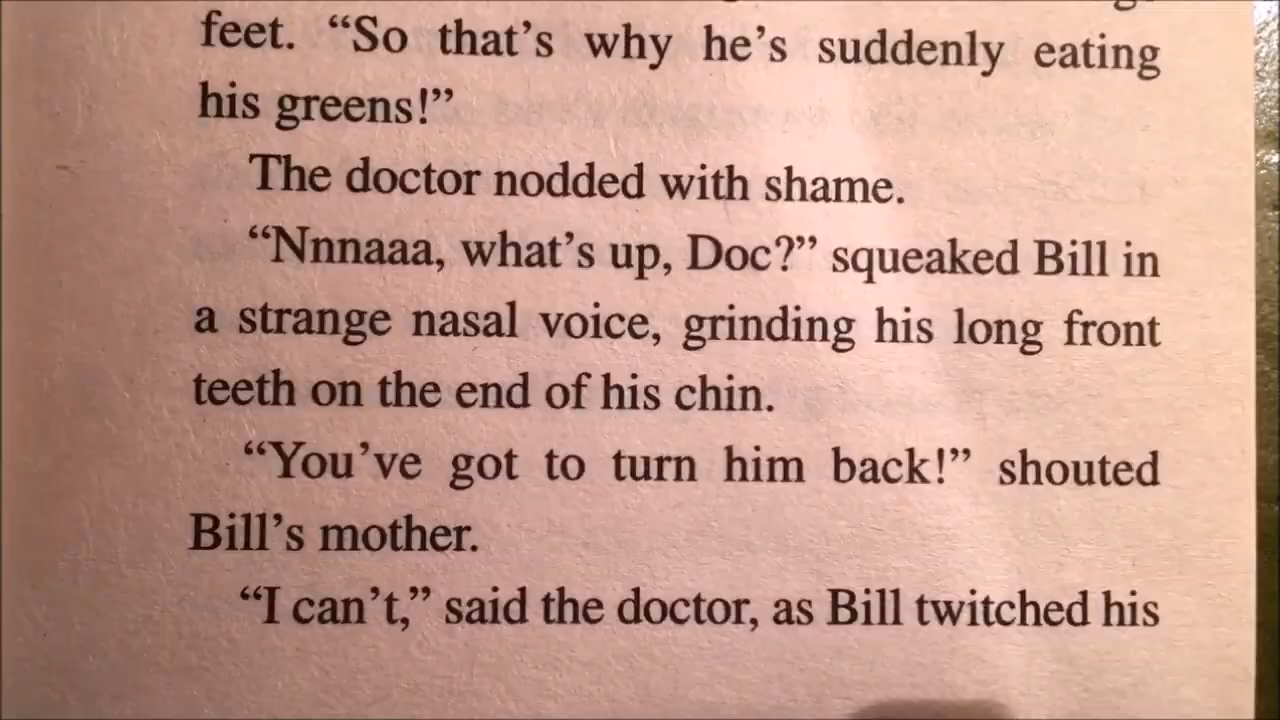 feet. “So that’s why he’s suddenly eating
his greens!”
The doctor nodded with shame.
“Nnnaaa, what’s up, Doc?” squeaked Bill in
a strange nasal voice, grinding his long front
teeth on the end of his chin.
“You’ve got to turn him back!” shouted
Bill’s mother.
“I can’t,” said the doctor, as Bill twitched his